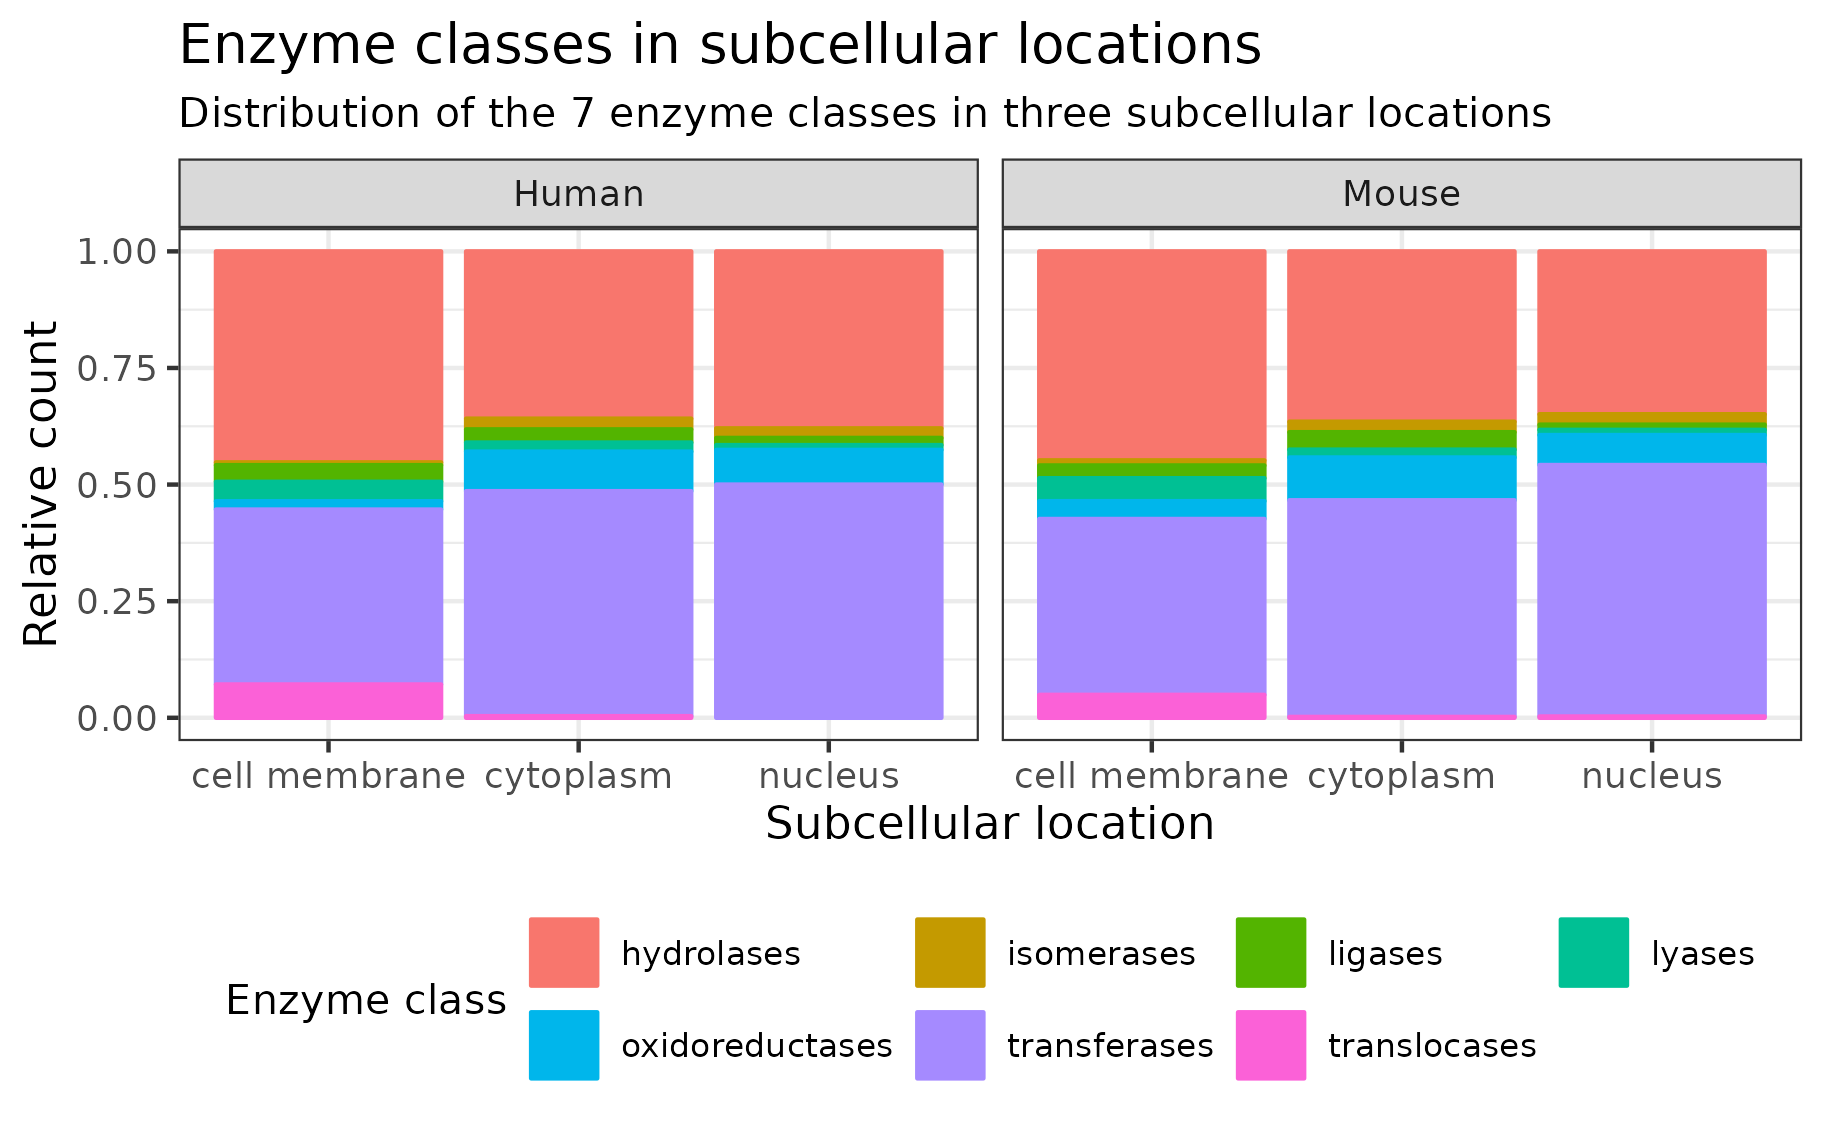 Enzyme classes in subcellular locations
Distribution of the 7 enzyme classes in three subcellular locations
Human Mouse
1.00
0.75
0.50
0.25
0.00
Relative count
cell membrane cytoplasm nucleus cell membrane cytoplasm nucleus
Subcellular location
Enzyme class
hydrolases isomerases ligases lyases
oxidoreductases transferases translocases